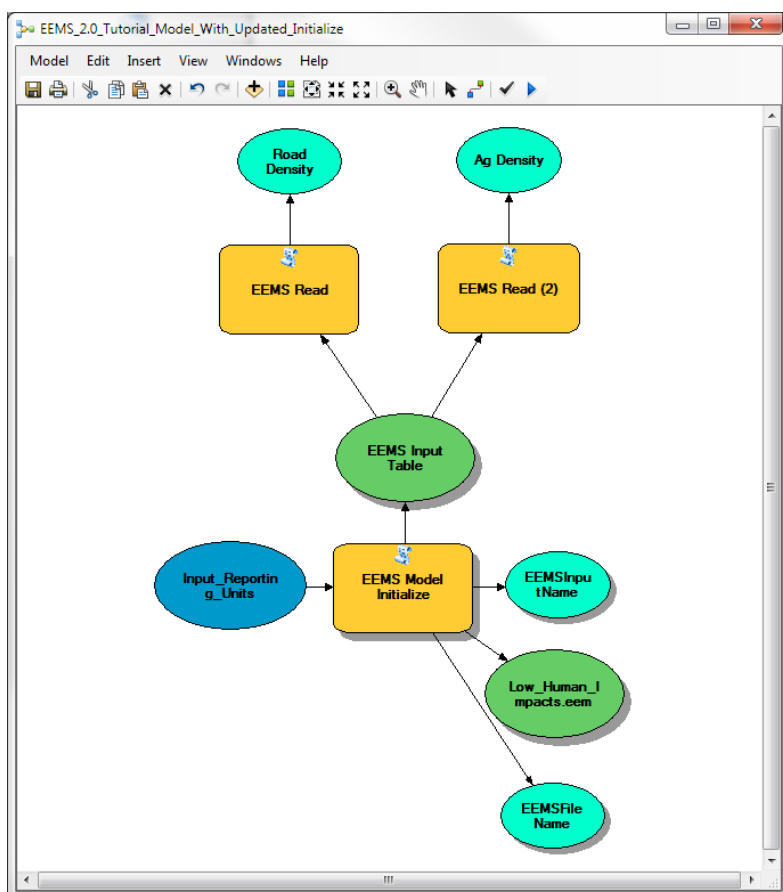 EEMS_2.0_Tutorial_Model_With_Updated_Initialize
Model Edit Insert View Windows Help
Road
Density
Ag Density
EEMS Read
EEMS Read (2)
EEMS Input
Table
Input_Reportin
g_Units
EEMS Model
Initialize
EEMSInpu
tName
Low_Human_I
mpacts.eem
EEMSFile
Name